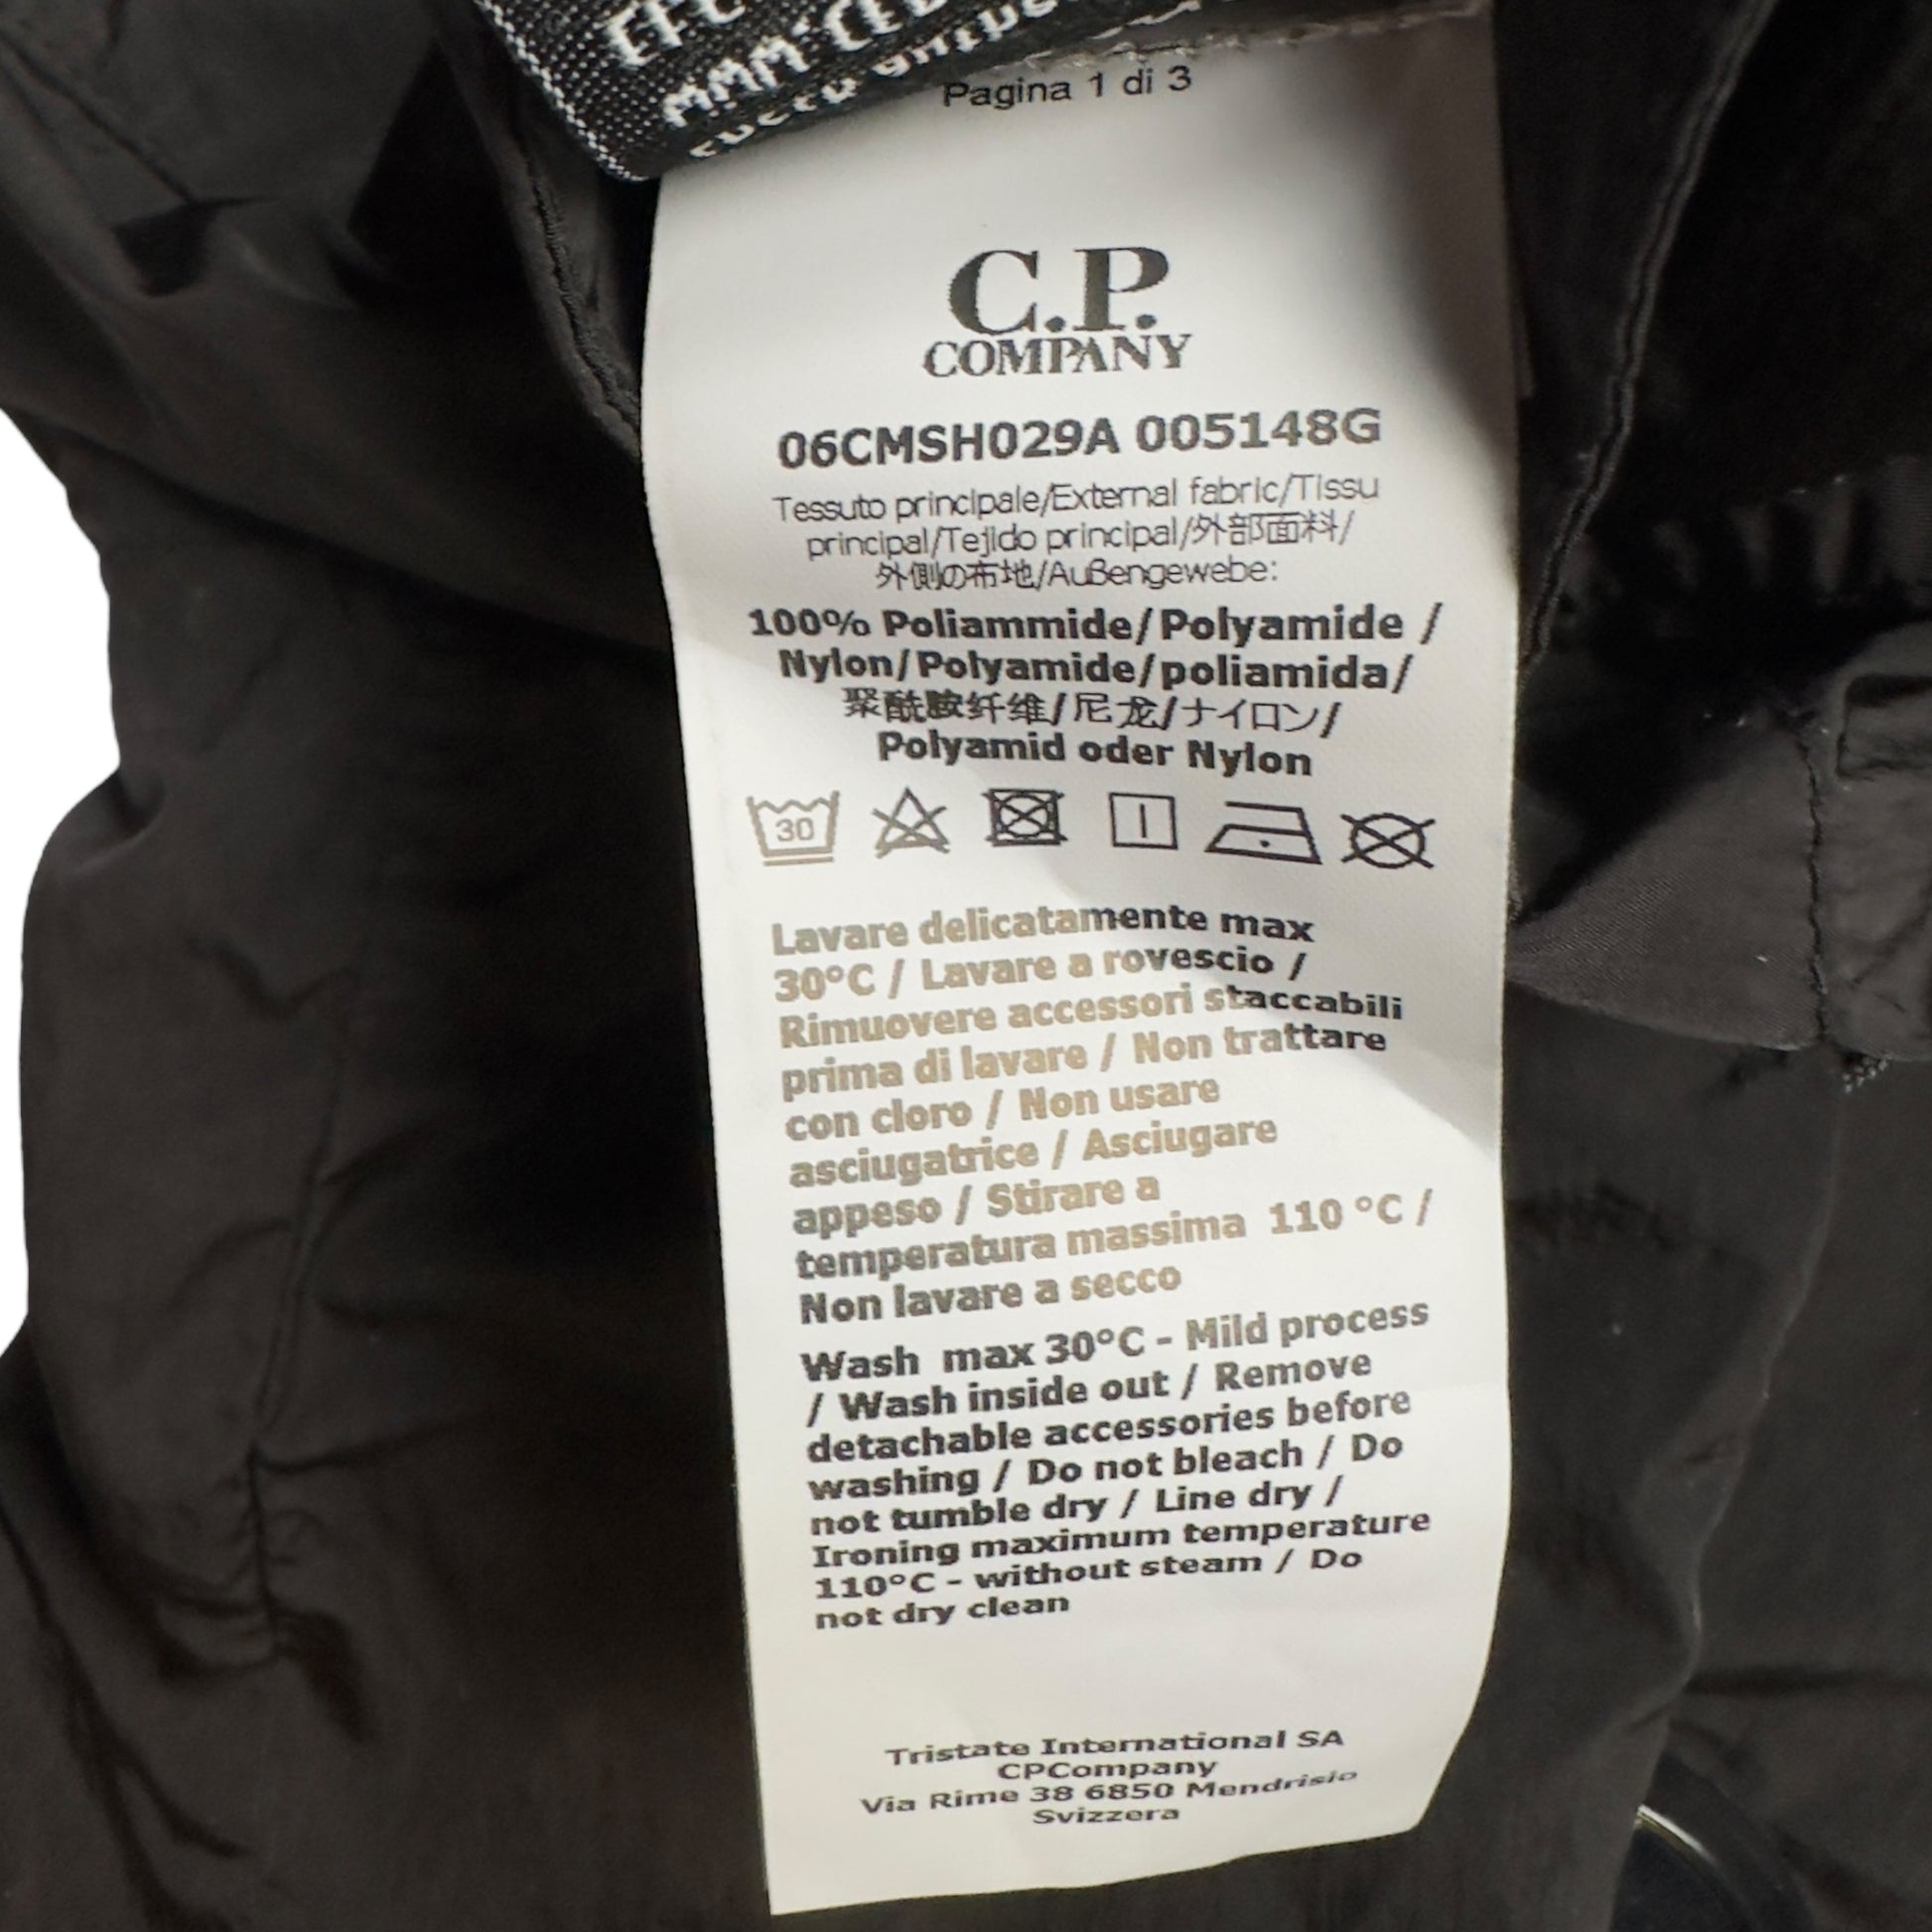 Pagina 1 di 3
C.P.
COMPANY
06CMSH029A 005148G
Tessuto principale/External fabric/Tissu
principal/Tejido principal/外部面料/
外側の布地/Außengewebe:
100% Poliammide/Polyamide /
Nylon/Polyamide/poliamida/
聚酰胺纤维/尼龙/ナイロン/
Polyamid oder Nylon
30
Lavare delicatamente max
30°C / Lavare a rovescio /
Rimuovere accessori staccabili
prima di lavare / Non trattare
con cloro / Non usare
asciugatrice / Asciugare
appeso / Stirare a
temperatura massima 110 °C /
Non lavare a secco
Wash max 30°C - Mild process
/ Wash inside out / Remove
detachable accessories before
washing / Do not bleach / Do
not tumble dry / Line dry /
Ironing maximum temperature
110°C - without steam / Do
not dry clean
Tristate International SA
CPCompany
Via Rime 38 6850 Mendrisio
Svizzera